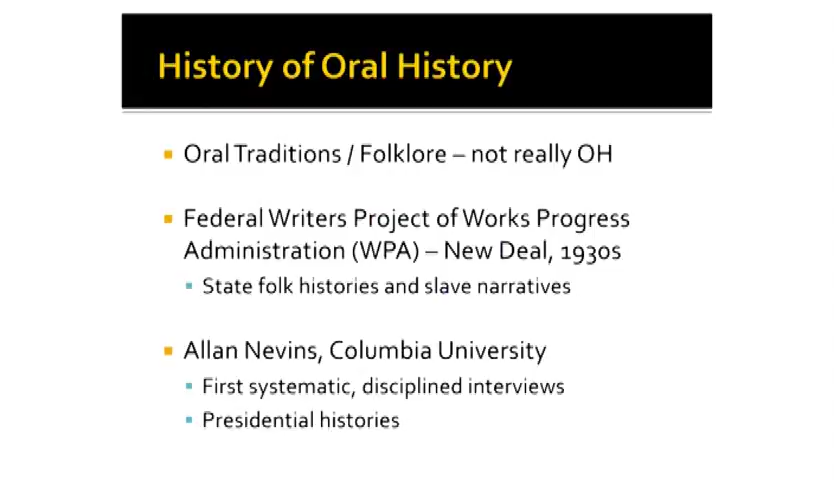 History of Oral History
Oral Traditions / Folklore – not really OH
Federal Writers Project of Works Progress
Administration (WPA) – New Deal, 1930s
State folk histories and slave narratives
Allan Nevins, Columbia University
First systematic, disciplined interviews
Presidential histories